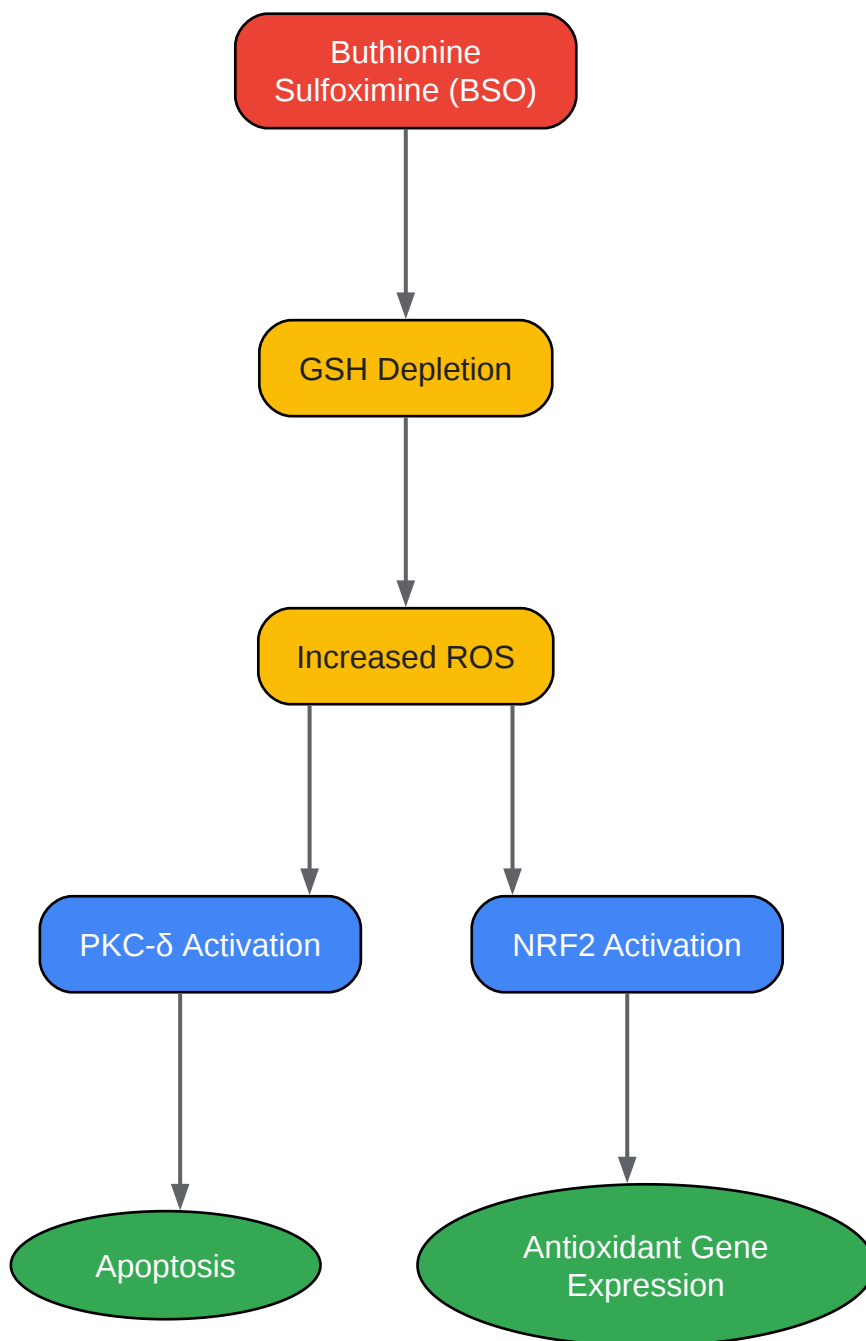 Buthionine
Sulfoximine (BSO)
GSH Depletion
Increased ROS
PKC-δ Activation
NRF2 Activation
Apoptosis
Antioxidant Gene
Expression